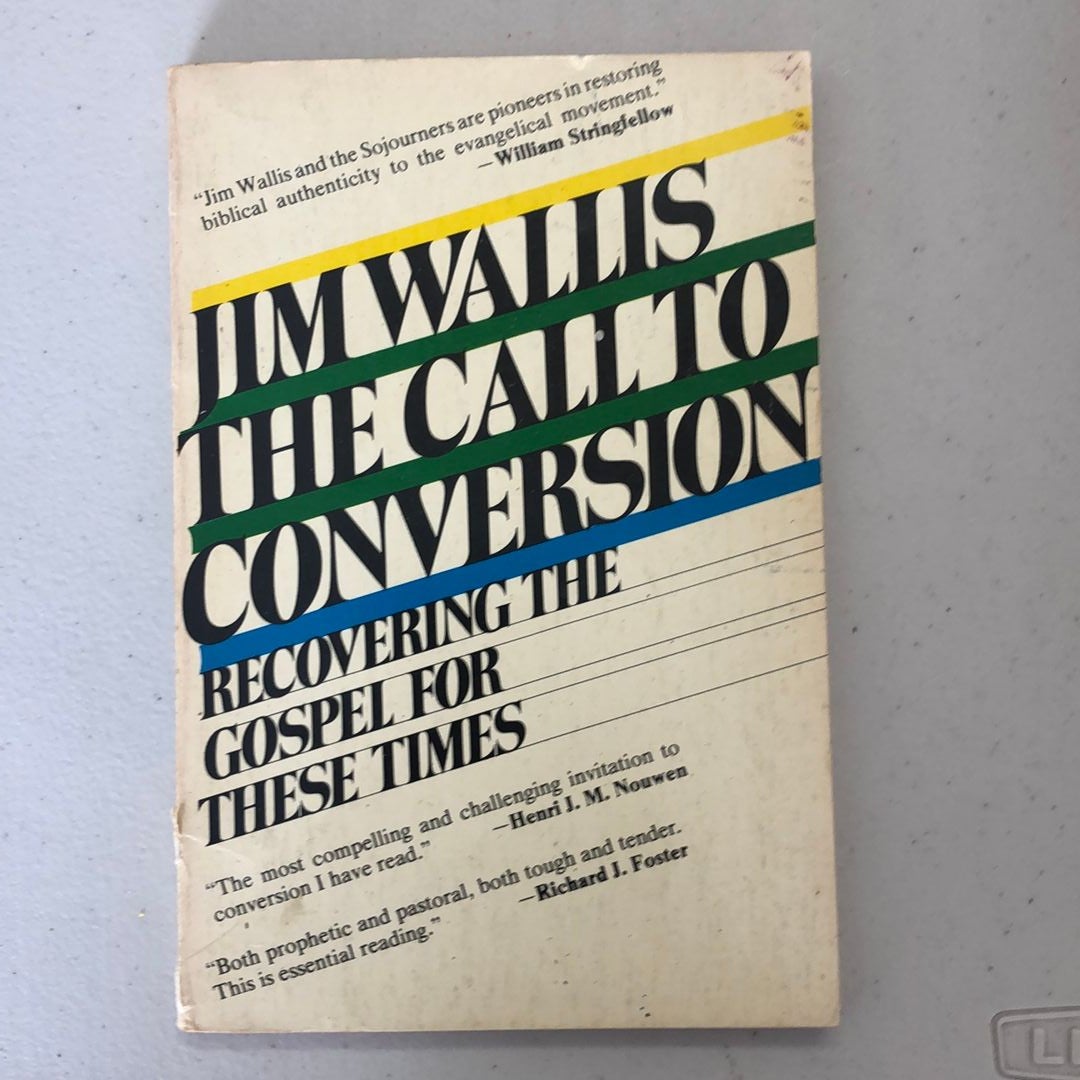 “Jim Wallis and the Sojourners are pioneers in restoring
biblical authenticity to the evangelical movement.”
—William Stringfellow
JIM WALLIS
THE CALL TO
CONVERSION
RECOVERING THE
GOSPEL FOR
THESE TIMES
“The most compelling and challenging invitation to
conversion I have read.”
—Henri J. M. Nouwen
“Both prophetic and pastoral, both tough and tender.
This is essential reading.”
—Richard J. Foster